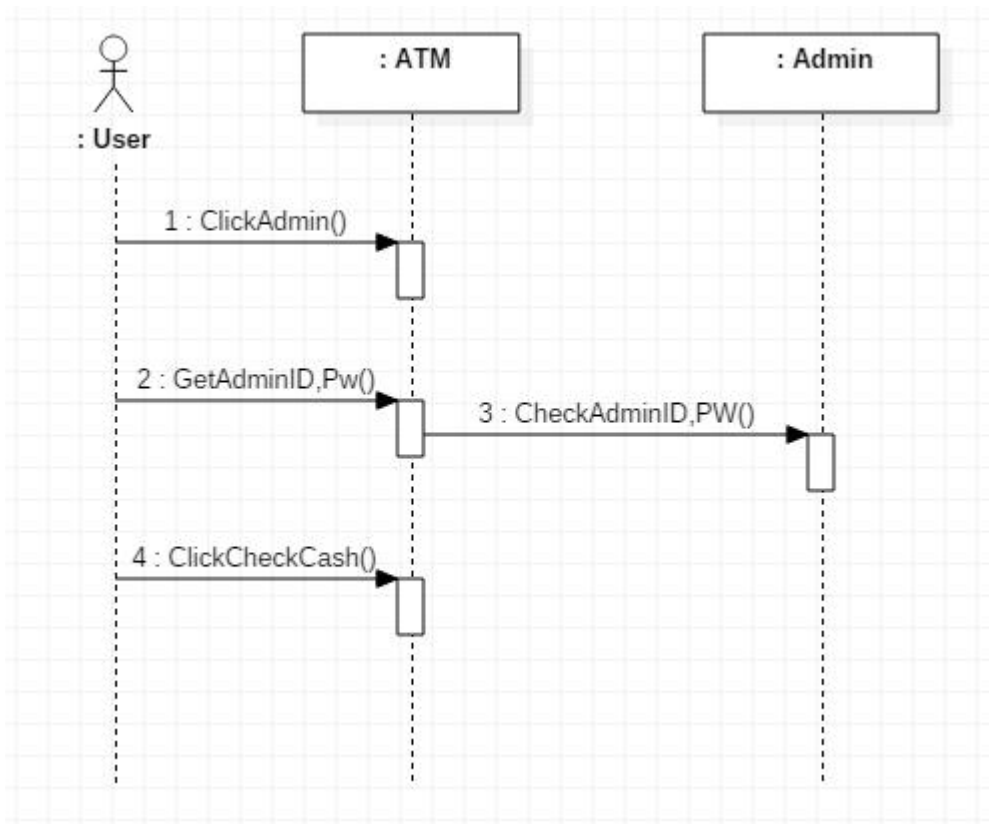 : ATM
: Admin
: User
1 : ClickAdmin()
2 : GetAdminID,Pw()
3 : CheckAdminID,PW()
4 : ClickCheckCash()